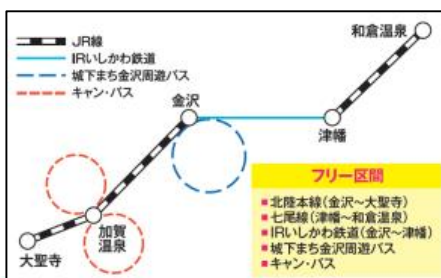 JR線
IRいしかわ鉄道
城下まち金沢周遊バス
キャン・バス
和倉温泉
金沢
津幡
加賀
温泉
大聖寺
フリー区間
■北陸本線(金沢〜大聖寺)
■七尾線(津幡〜和倉温泉)
■IRいしかわ鉄道(金沢〜津幡)
■城下まち金沢周遊バス
■キャン・バス